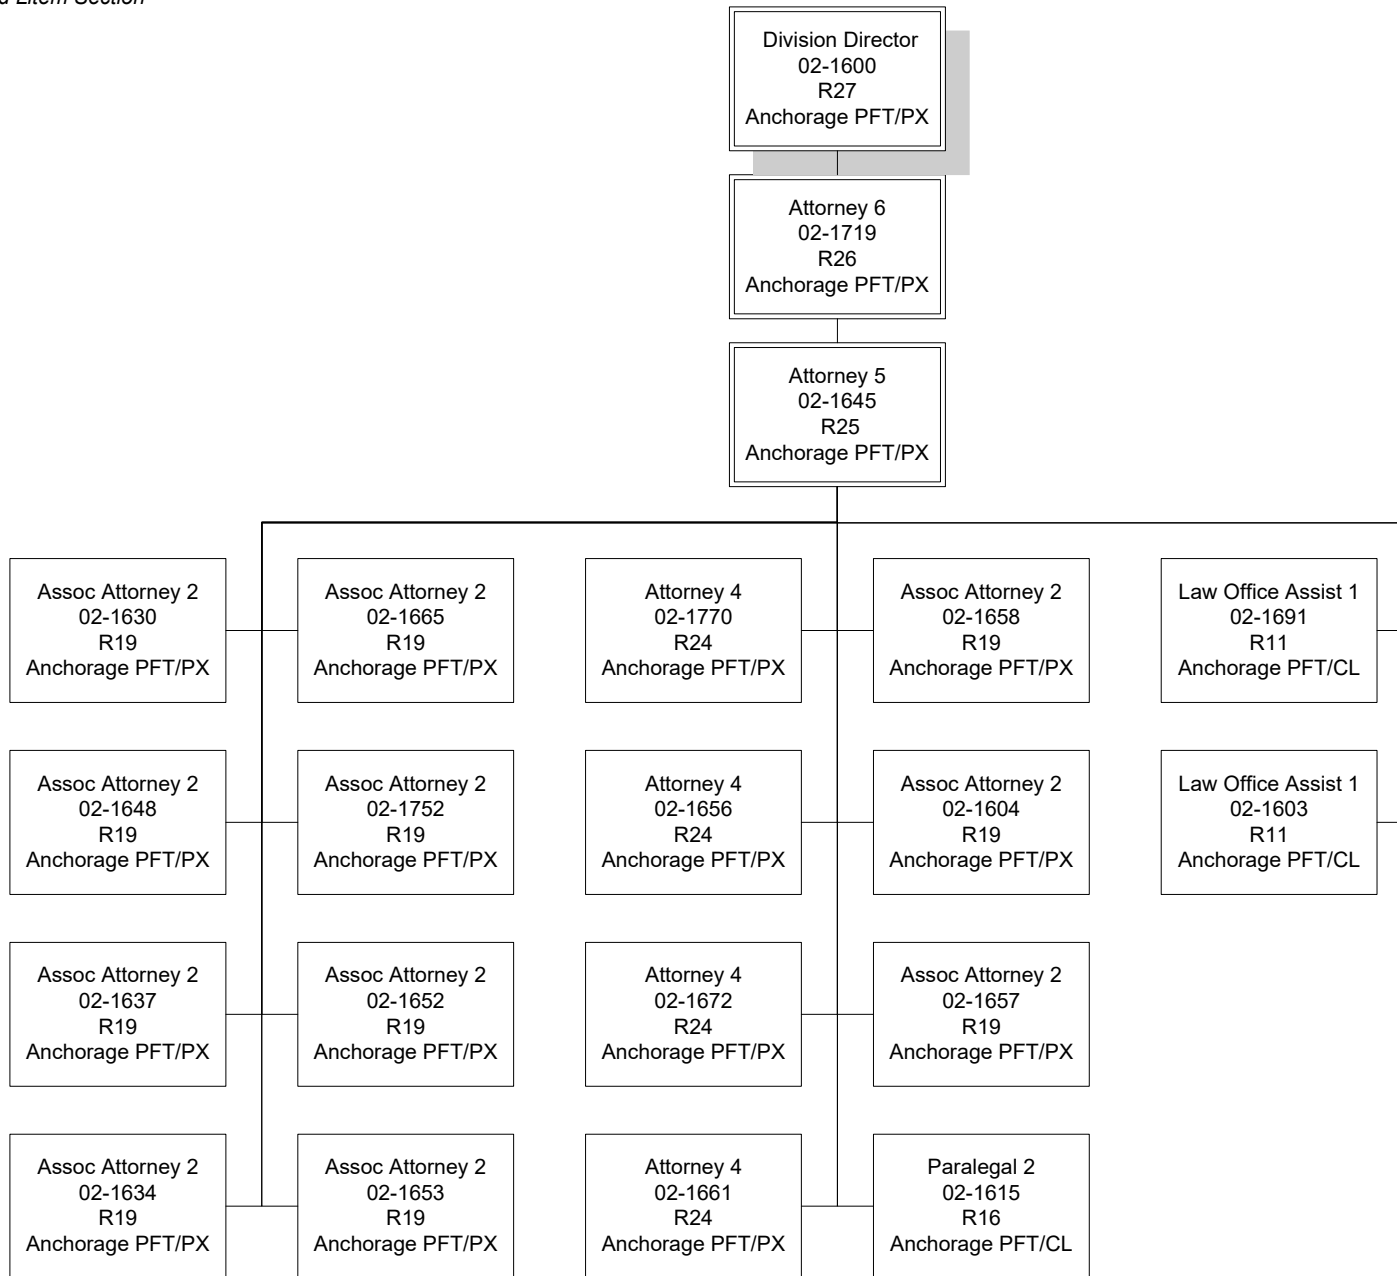 Litem Section
Division Director
02-1600
R27
Anchorage PFT/PX
Attorney 6
02-1719
R26
Anchorage PFT/PX
Attorney 5
02-1645
R25
Anchorage PFT/PX
Assoc Attorney 2
02-1630
R19
Anchorage PFT/PX
Assoc Attorney 2
02-1665
R19
Anchorage PFT/PX
Attorney 4
02-1770
R24
Anchorage PFT/PX
Assoc Attorney 2
02-1658
R19
Anchorage PFT/PX
Law Office Assist 1
02-1691
R11
Anchorage PFT/CL
Assoc Attorney 2
02-1648
R19
Anchorage PFT/PX
Assoc Attorney 2
02-1752
R19
Anchorage PFT/PX
Attorney 4
02-1656
R24
Anchorage PFT/PX
Assoc Attorney 2
02-1604
R19
Anchorage PFT/PX
Law Office Assist 1
02-1603
R11
Anchorage PFT/CL
Assoc Attorney 2
02-1637
R19
Anchorage PFT/PX
Assoc Attorney 2
02-1652
R19
Anchorage PFT/PX
Attorney 4
02-1672
R24
Anchorage PFT/PX
Assoc Attorney 2
02-1657
R19
Anchorage PFT/PX
Assoc Attorney 2
02-1634
R19
Anchorage PFT/PX
Assoc Attorney 2
02-1653
R19
Anchorage PFT/PX
Attorney 4
02-1661
R24
Anchorage PFT/PX
Paralegal 2
02-1615
R16
Anchorage PFT/CL